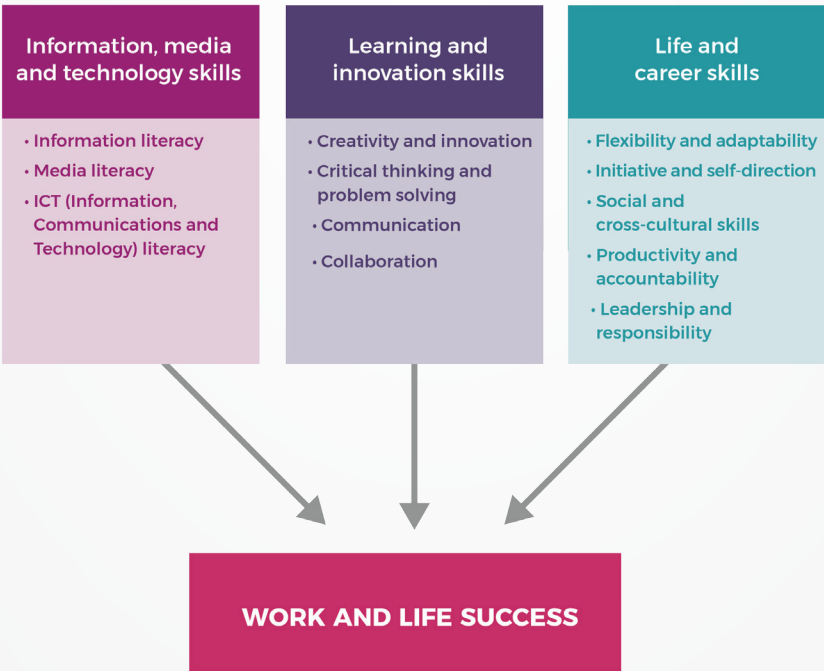 Information, media
and technology skills
• Information literacy
• Media literacy
• ICT (Information,
Communications and
Technology) literacy
Learning and
innovation skills
• Creativity and innovation
• Critical thinking and
problem solving
• Communication
• Collaboration
Life and
career skills
• Flexibility and adaptability
• Initiative and self-direction
• Social and
cross-cultural skills
• Productivity and
accountability
• Leadership and
responsibility
WORK AND LIFE SUCCESS